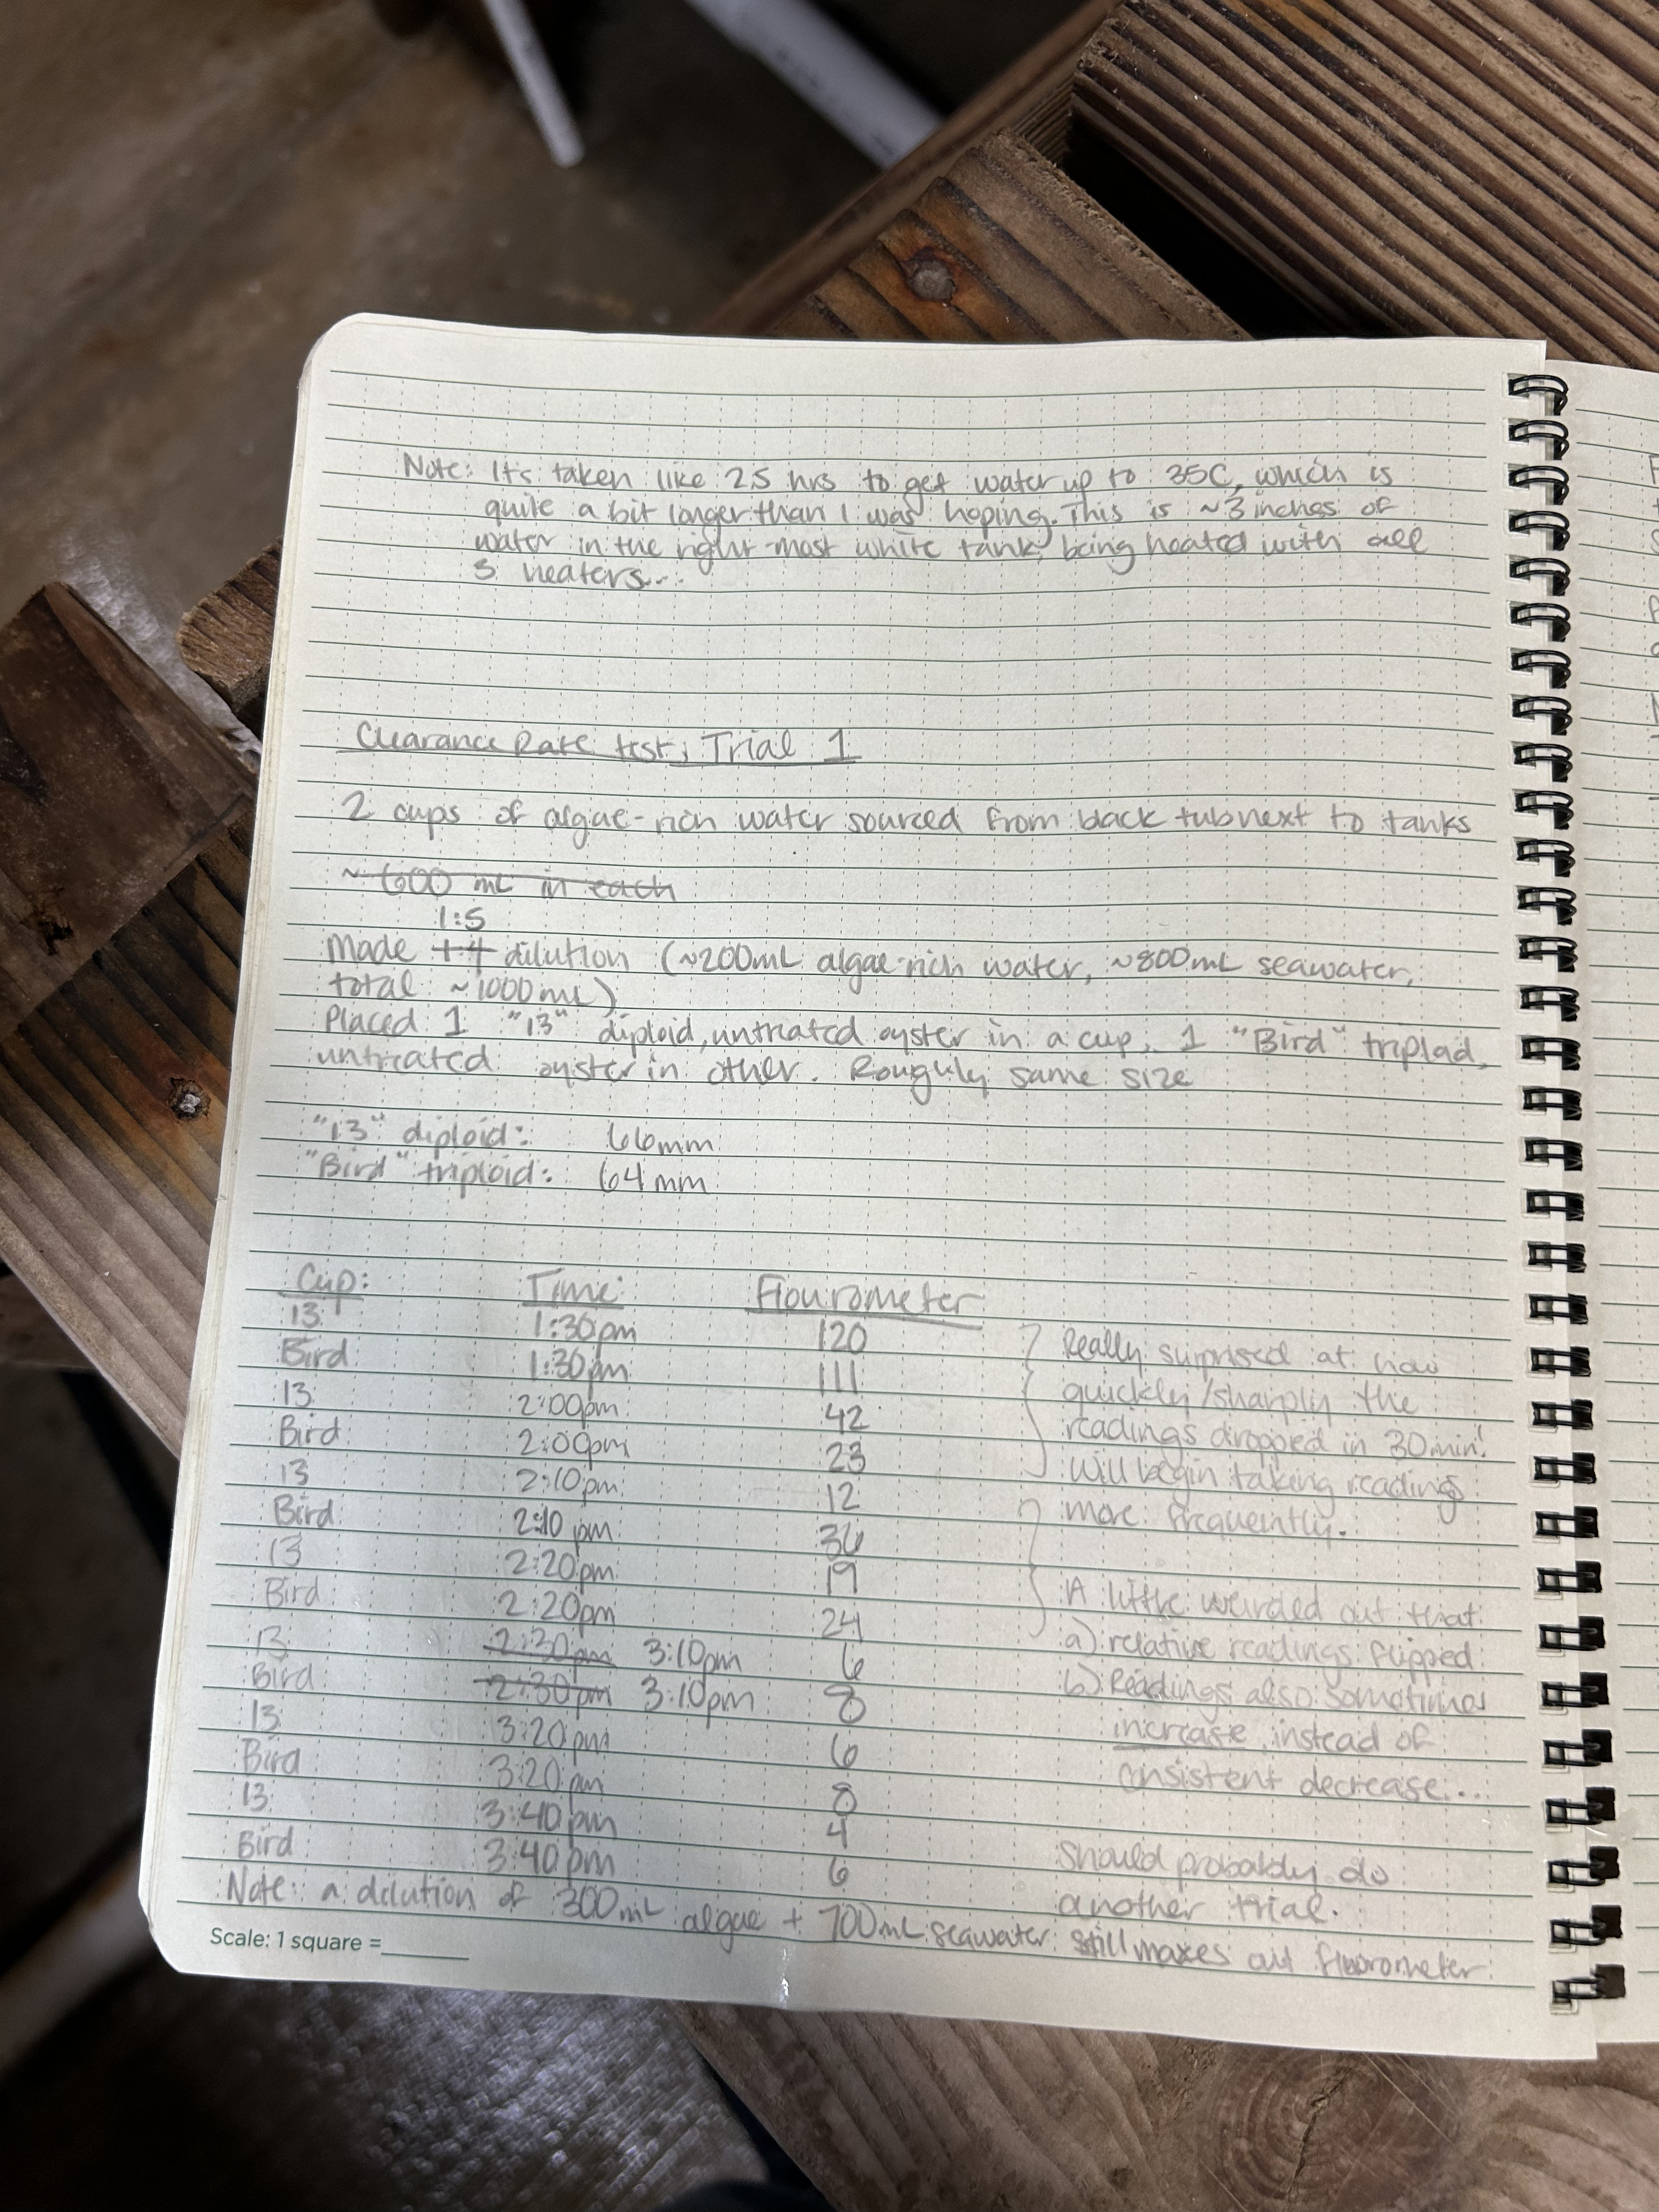 Note: It's taken like 2.5 hrs to get water up to 35C, which is
quite a bit longer than I was hoping. This is ~3 inches of
water in the right-most white tank, being heated with all
3 heaters...
Clearance Rate test, Trial 1
2 cups of algae-rich water sourced from black tub next to tanks
~600 mL in each
1:5
Made 1:4 dilution (~200mL algae-rich water, ~800mL seawater,
total ~1000mL)
Placed 1 "13" diploid, untreated oyster in a cup, 1 "Bird" triploid,
untreated oyster in other. Roughly same size
"13" diploid: 66mm
"Bird" triploid: 64mm
Cup: Time: Flourometer
13 1:30pm 120
Bird 1:30pm 111 Really surprised at how
13 2:00pm 42 quickly/sharply the
Bird 2:00pm 23 readings dropped in 30min!
13 2:10pm 12 Will begin taking readings
Bird 2:10pm 36 more frequently.
13 2:20pm 19
Bird 2:20pm 24 A little weirded out that
13 2:30pm 3:10pm 6 a) relative readings flipped
Bird 2:30pm 3:10pm 8 b) Readings also sometimes
13 3:20pm 6 increase instead of
Bird 3:20pm 8 consistent decrease...
13 3:40pm 4
Bird 3:40pm 6 Should probably do
another trial.
Note: a dilution of 300mL algae + 700mL seawater still maxes out fluorometer
Scale: 1 square =